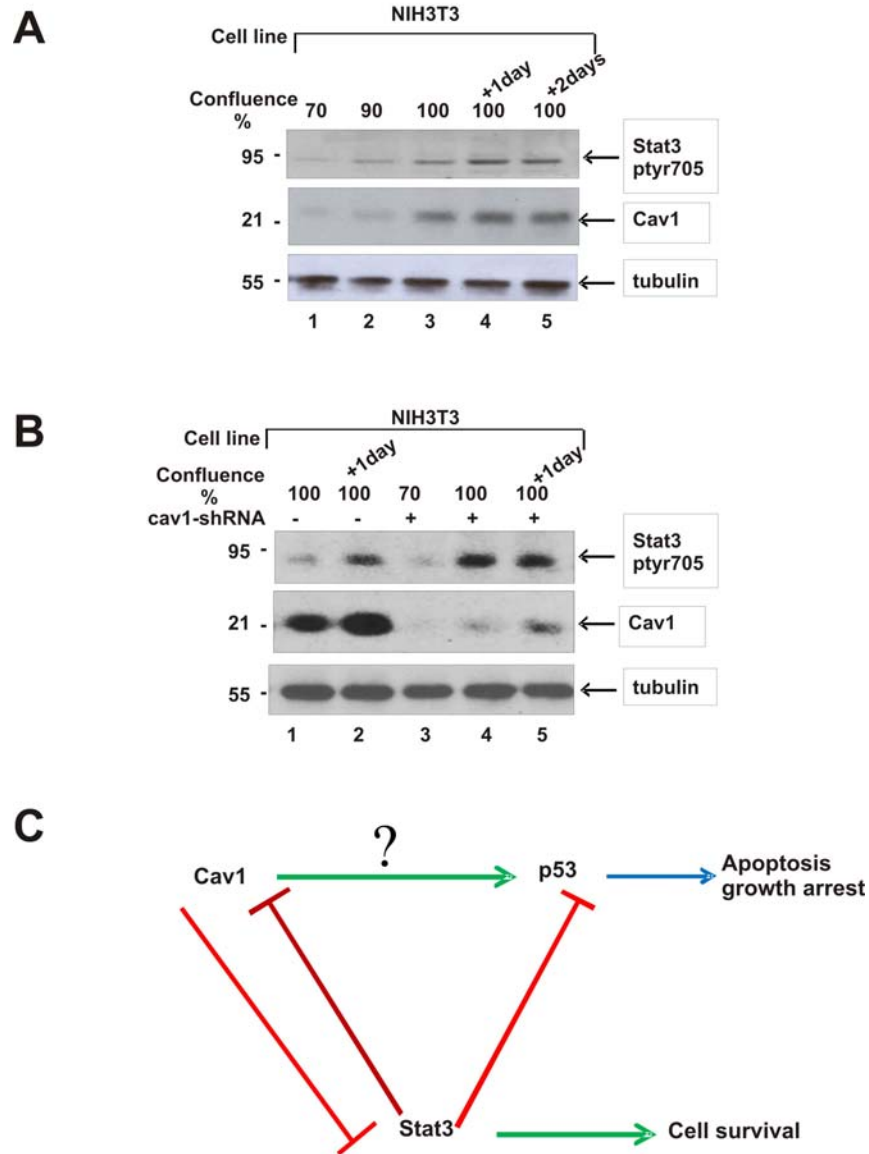 A
NIH3T3
Cell line
+1day
+2days
Confluence
%
70 90 100 100 100
95 -
Stat3
ptyr705
21 -
Cav1
55 -
tubulin
1 2 3 4 5
B
NIH3T3
Cell line
+1day
+1day
Confluence
%
100 100 70 100 100
cav1-shRNA - - + + +
95 -
Stat3
ptyr705
21 -
Cav1
55 -
tubulin
1 2 3 4 5
C
?
Cav1
p53
Apoptosis
growth arrest
Stat3
Cell survival